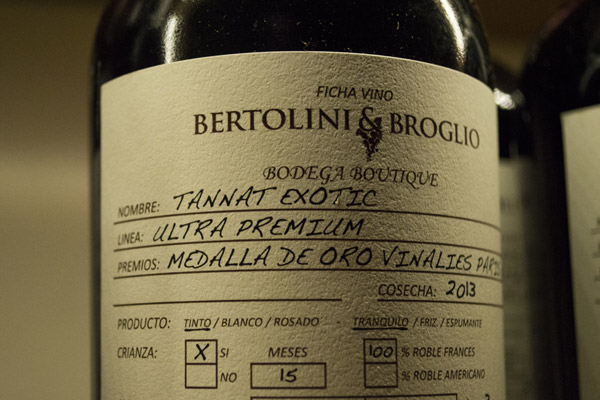 FICHA VINO
BERTOLINI & BROGLIO
BODEGA BOUTIQUE
NOMBRE: TANNAT EXÓTIC
LINEA: ULTRA PREMIUM
PREMIOS: MEDALLA DE ORO VINALIES
COSECHA: 2013
PRODUCTO: TINTO / BLANCO / ROSADO - TRANQUILO / FRIZ. / ESPUMANTE
CRIANZA: X SI MESES 100 % ROBLE FRANCES
NO 15 % ROBLE AMERICANO